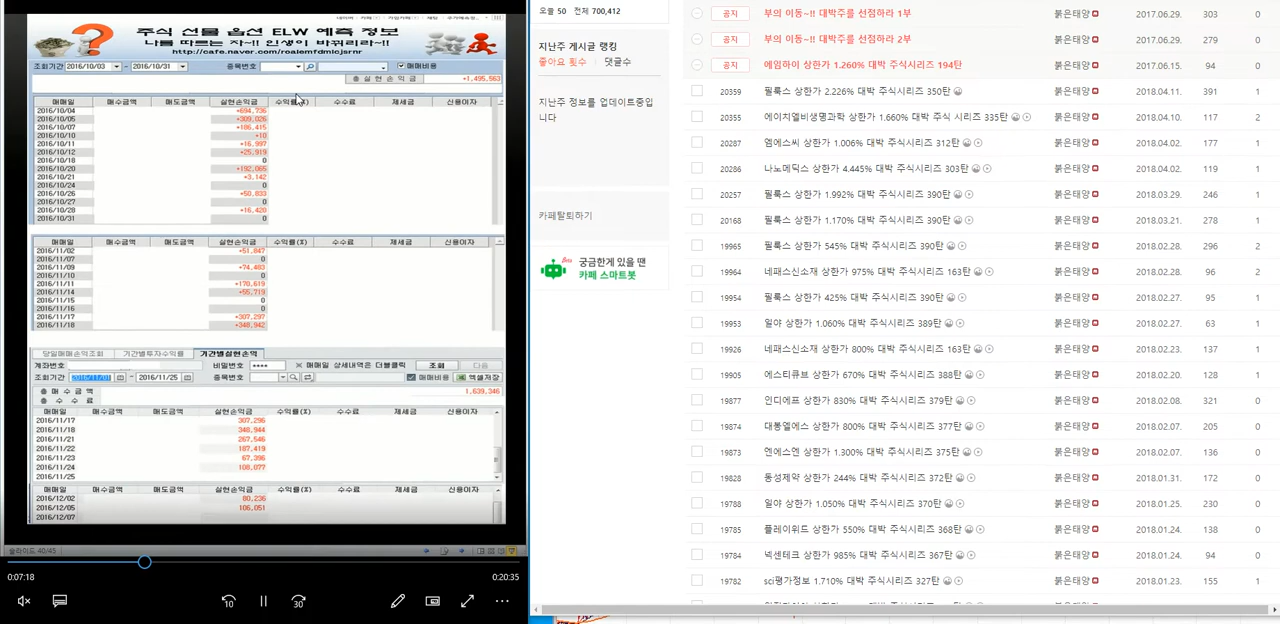 주식 선물 옵션 ELW 예측 정보
나를 따르는 자~!! 인생이 바뀌리라~!!
http://cafe.naver.com/roalemfdmlojsrnr
조회기간 2016/10/03 - 2016/10/31 종목번호 매매비용
총 실 현 손 익 금 +1,495,563
매매일 매수금액 매도금액 실현손익금 수익률(%) 수수료 제세금 신용이자
2016/10/04 +694,736
2016/10/05 +309,026
2016/10/07 +186,415
2016/10/10 +10
2016/10/11 +16,997
2016/10/12 +25,919
2016/10/18 0
2016/10/20 +192,065
2016/10/21 +3,142
2016/10/24 0
2016/10/26 +50,833
2016/10/27 0
2016/10/28 +16,420
2016/10/31 0
매매일 매수금액 매도금액 실현손익금 수익률(%) 수수료 제세금 신용이자
2016/11/02 +51,847
2016/11/07 0
2016/11/09 +74,483
2016/11/10 0
2016/11/11 +170,619
2016/11/14 +55,719
2016/11/15 0
2016/11/16 0
2016/11/17 +307,297
2016/11/18 +348,942
당일매매손익조회 기간별투자수익률 기간별실현손익
계좌번호 비밀번호 **** ※ 매매일 상세내역은 더블클릭 조회 다음
조회기간 2016/11/01 - 2016/11/25 종목번호 매매비용 엑셀저장
총 매 수 금 액 1,639,346
총 수 수 료
매매일 매수금액 매도금액 실현손익금 수익률(%) 수수료 제세금 신용이자
2016/11/17 307,296
2016/11/18 348,944
2016/11/21 267,546
2016/11/22 187,419
2016/11/23 67,396
2016/11/24 108,077
2016/11/25
매매일 매수금액 매도금액 실현손익금 수익률(%) 수수료 제세금 신용이자
2016/12/02 80,236
2016/12/05 106,051
2016/12/07
슬라이드 40/45
0:07:18 0:20:35
10 30
오늘 50 전체 700,412
지난주 게시글 랭킹
좋아요 횟수 댓글수
지난주 정보를 업데이트중입
니다
카페탈퇴하기
궁금한게 있을 땐
카페 스마트봇
공지 부의 이동~!! 대박주를 선점하라 1부 붉은태양 2017.06.29. 303 0
공지 부의 이동~!! 대박주를 선점하라 2부 붉은태양 2017.06.29. 279 0
공지 에임하이 상한가 1.260% 대박 주식시리즈 194탄 붉은태양 2017.06.15. 94 0
20359 필룩스 상한가 2.226% 대박 주식시리즈 350탄 붉은태양 2018.04.11. 391 1
20355 에이치엘비생명과학 상한가 1.660% 대박 주식 시리즈 335탄 붉은태양 2018.04.10. 117 2
20287 엠에스씨 상한가 1.006% 대박 주식시리즈 312탄 붉은태양 2018.04.02. 177 1
20286 나노메딕스 상한가 4.445% 대박 주식시리즈 303탄 붉은태양 2018.04.02. 119 1
20257 필룩스 상한가 1.992% 대박 주식시리즈 390탄 붉은태양 2018.03.29. 246 1
20168 필룩스 상한가 1.170% 대박 주식시리즈 390탄 붉은태양 2018.03.21. 278 1
19965 필룩스 상한가 545% 대박 주식시리즈 390탄 붉은태양 2018.02.28. 296 2
19964 네패스신소재 상한가 975% 대박 주식시리즈 163탄 붉은태양 2018.02.28. 96 2
19954 필룩스 상한가 425% 대박 주식시리즈 390탄 붉은태양 2018.02.27. 95 1
19953 일야 상한가 1.060% 대박 주식시리즈 389탄 붉은태양 2018.02.27. 63 1
19926 네패스신소재 상한가 800% 대박 주식시리즈 163탄 붉은태양 2018.02.23. 137 1
19905 에스티큐브 상한가 670% 대박 주식시리즈 388탄 붉은태양 2018.02.20. 128 1
19877 인디에프 상한가 830% 대박 주식시리즈 379탄 붉은태양 2018.02.08. 321 0
19874 대봉엘에스 상한가 800% 대박 주식시리즈 377탄 붉은태양 2018.02.07. 205 0
19873 엔에스엔 상한가 1.300% 대박 주식시리즈 375탄 붉은태양 2018.02.07. 136 0
19828 동성제약 상한가 244% 대박 주식시리즈 372탄 붉은태양 2018.01.31. 172 0
19788 일야 상한가 1.050% 대박 주식시리즈 370탄 붉은태양 2018.01.25. 230 0
19785 플레이위드 상한가 550% 대박 주식시리즈 368탄 붉은태양 2018.01.24. 138 0
19784 넥센테크 상한가 985% 대박 주식시리즈 367탄 붉은태양 2018.01.24. 94 0
19782 sci평가정보 1,710% 대박 주식시리즈 327탄 붉은태양 2018.01.23. 155 1